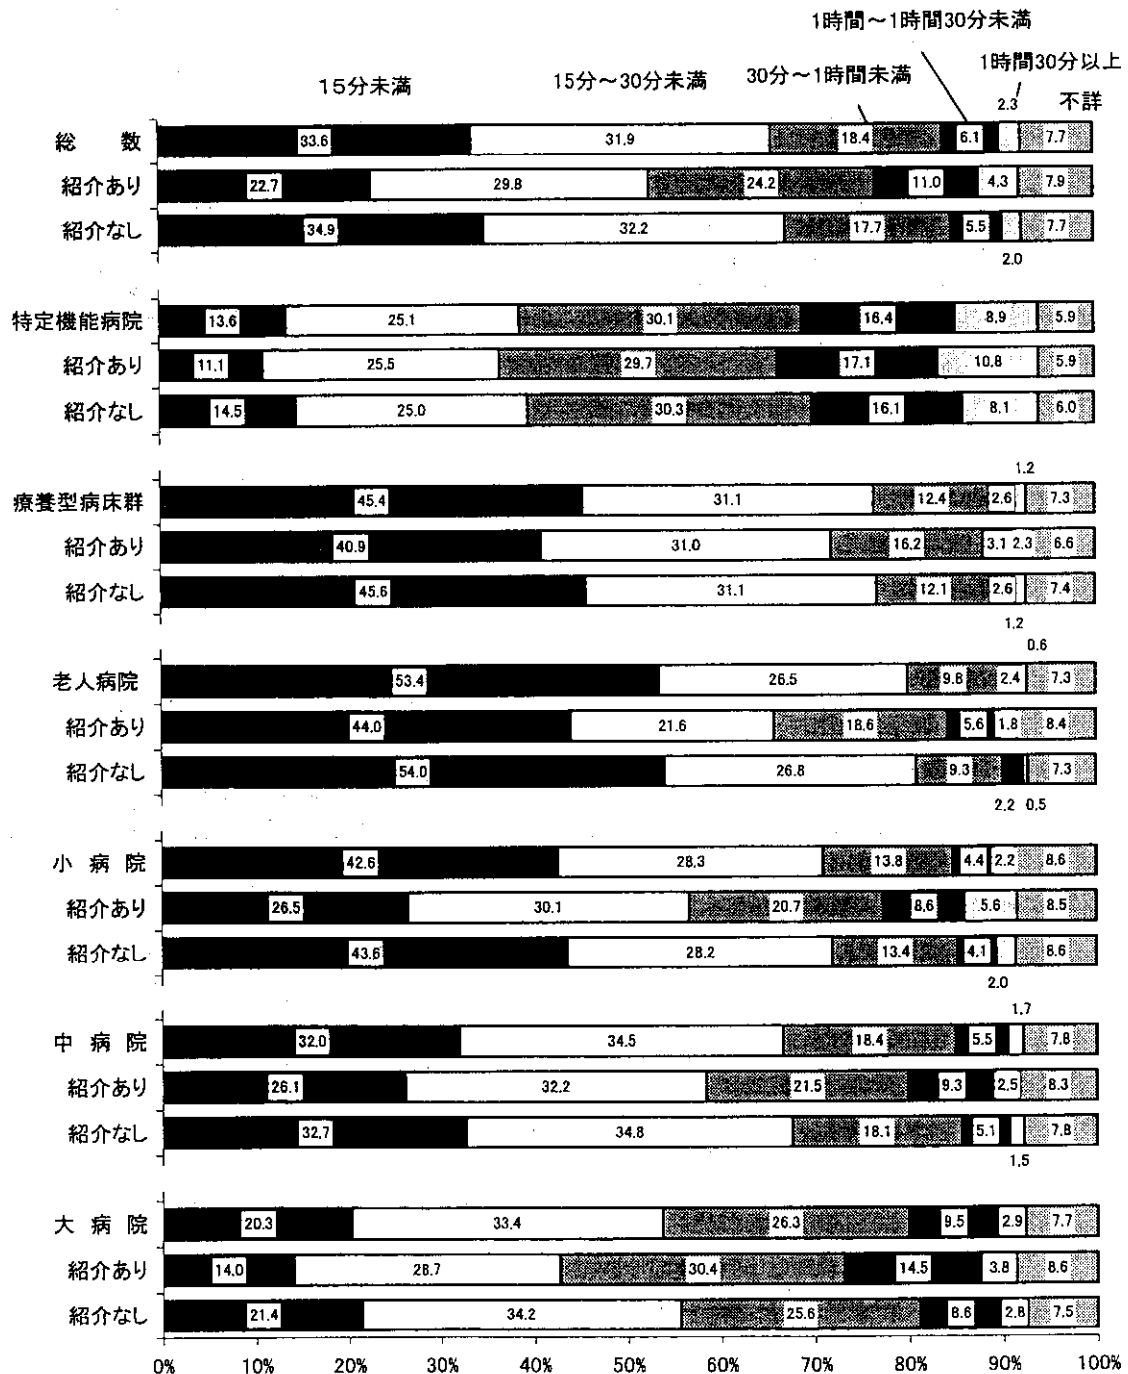 1時間～1時間30分未満
15分未満 15分～30分未満 30分～1時間未満 1時間30分以上
2.3 不詳
総数 33.6 31.9 18.4 6.1 7.7
紹介あり 22.7 29.8 24.2 11.0 4.3 7.9
紹介なし 34.9 32.2 17.7 5.5 7.7
2.0
特定機能病院 13.6 25.1 30.1 16.4 8.9 5.9
紹介あり 11.1 25.5 29.7 17.1 10.8 5.9
紹介なし 14.5 25.0 30.3 16.1 8.1 6.0
1.2
療養型病床群 45.4 31.1 12.4 2.6 7.3
紹介あり 40.9 31.0 16.2 3.1 2.3 6.6
紹介なし 45.6 31.1 12.1 2.6 7.4
1.2
0.6
老人病院 53.4 26.5 9.8 2.4 7.3
紹介あり 44.0 21.6 18.6 5.6 1.8 8.4
紹介なし 54.0 26.8 9.3 7.3
2.2 0.5
小病院 42.6 28.3 13.8 4.4 2.2 8.6
紹介あり 26.5 30.1 20.7 8.6 5.6 8.5
紹介なし 43.6 28.2 13.4 4.1 8.6
2.0
1.7
中病院 32.0 34.5 18.4 5.5 7.8
紹介あり 26.1 32.2 21.5 9.3 2.5 8.3
紹介なし 32.7 34.8 18.1 5.1 7.8
1.5
大病院 20.3 33.4 26.3 9.5 2.9 7.7
紹介あり 14.0 28.7 30.4 14.5 3.8 8.6
紹介なし 21.4 34.2 25.6 8.6 2.8 7.5
0% 10% 20% 30% 40% 50% 60% 70% 80% 90% 100%